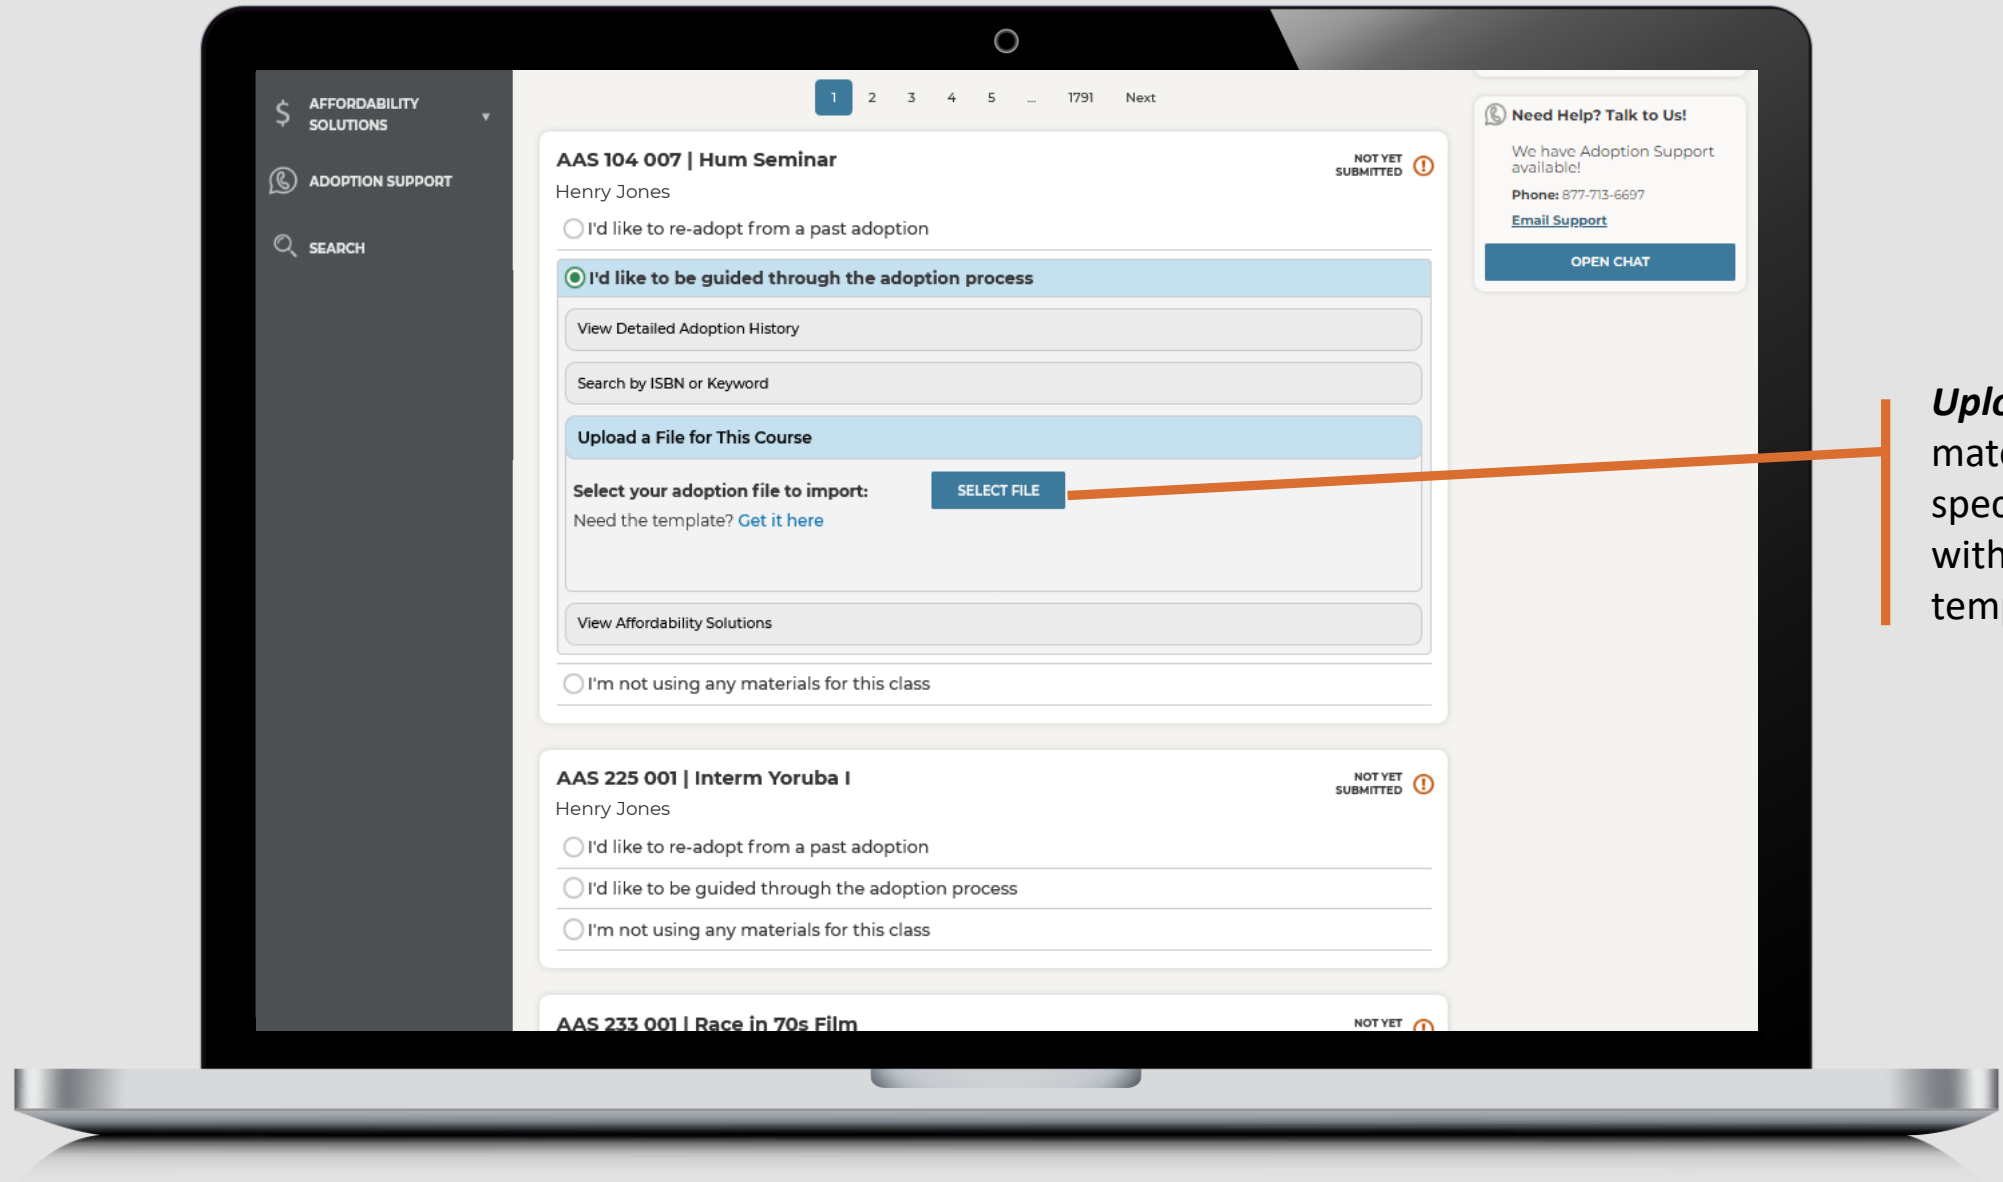 AFFORDABILITY
SOLUTIONS
ADOPTION SUPPORT
SEARCH
1 2 3 4 5 ... 1791 Next
AAS 104 007 | Hum Seminar
NOT YET
SUBMITTED
Henry Jones
I'd like to re-adopt from a past adoption
I'd like to be guided through the adoption process
View Detailed Adoption History
Search by ISBN or Keyword
Upload a File for This Course
Select your adoption file to import:
SELECT FILE
Need the template? Get it here
View Affordability Solutions
I'm not using any materials for this class
AAS 225 001 | Interm Yoruba I
NOT YET
SUBMITTED
Henry Jones
I'd like to re-adopt from a past adoption
I'd like to be guided through the adoption process
I'm not using any materials for this class
AAS 233 001 | Race in 70s Film
NOT YET
Need Help? Talk to Us!
We have Adoption Support
available!
Phone: 877-713-6697
Email Support
OPEN CHAT
with